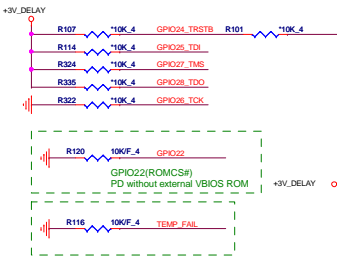 +3V_DELAY
R107 *10K_4 GPIO24_TRSTB R101 *10K_4
R114 *10K_4 GPIO25_TDI
R324 *10K_4 GPIO27_TMS
R335 *10K_4 GPIO28_TDO
R322 *10K_4 GPIO26_TCK
R120 10K/F_4 GPIO22
GPIO22(ROMCS#)
PD without external VBIOS ROM
+3V_DELAY
R116 10K/F_4 TEMP_FAIL